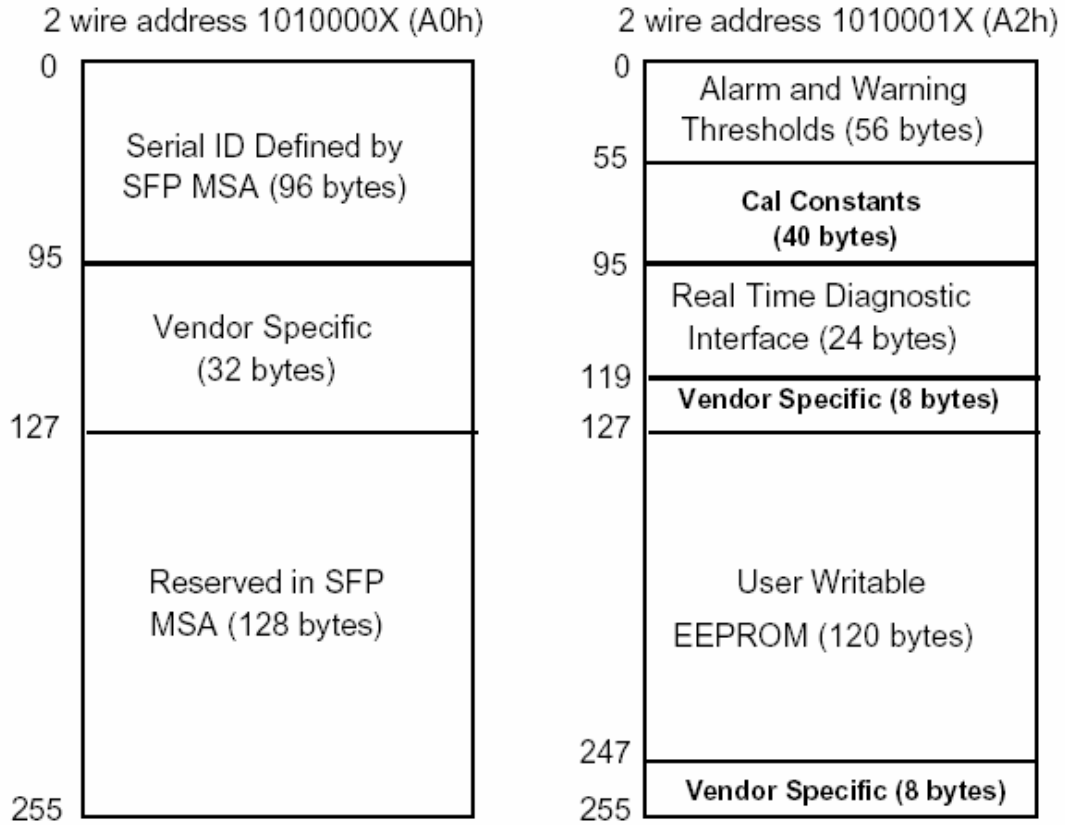 2 wire address 1010000X (A0h)
0
Serial ID Defined by
SFP MSA (96 bytes)
95
Vendor Specific
(32 bytes)
127
Reserved in SFP
MSA (128 bytes)
255
2 wire address 1010001X (A2h)
0
Alarm and Warning
Thresholds (56 bytes)
55
Cal Constants
(40 bytes)
95
Real Time Diagnostic
Interface (24 bytes)
119
Vendor Specific (8 bytes)
127
User Writable
EEPROM (120 bytes)
247
Vendor Specific (8 bytes)
255